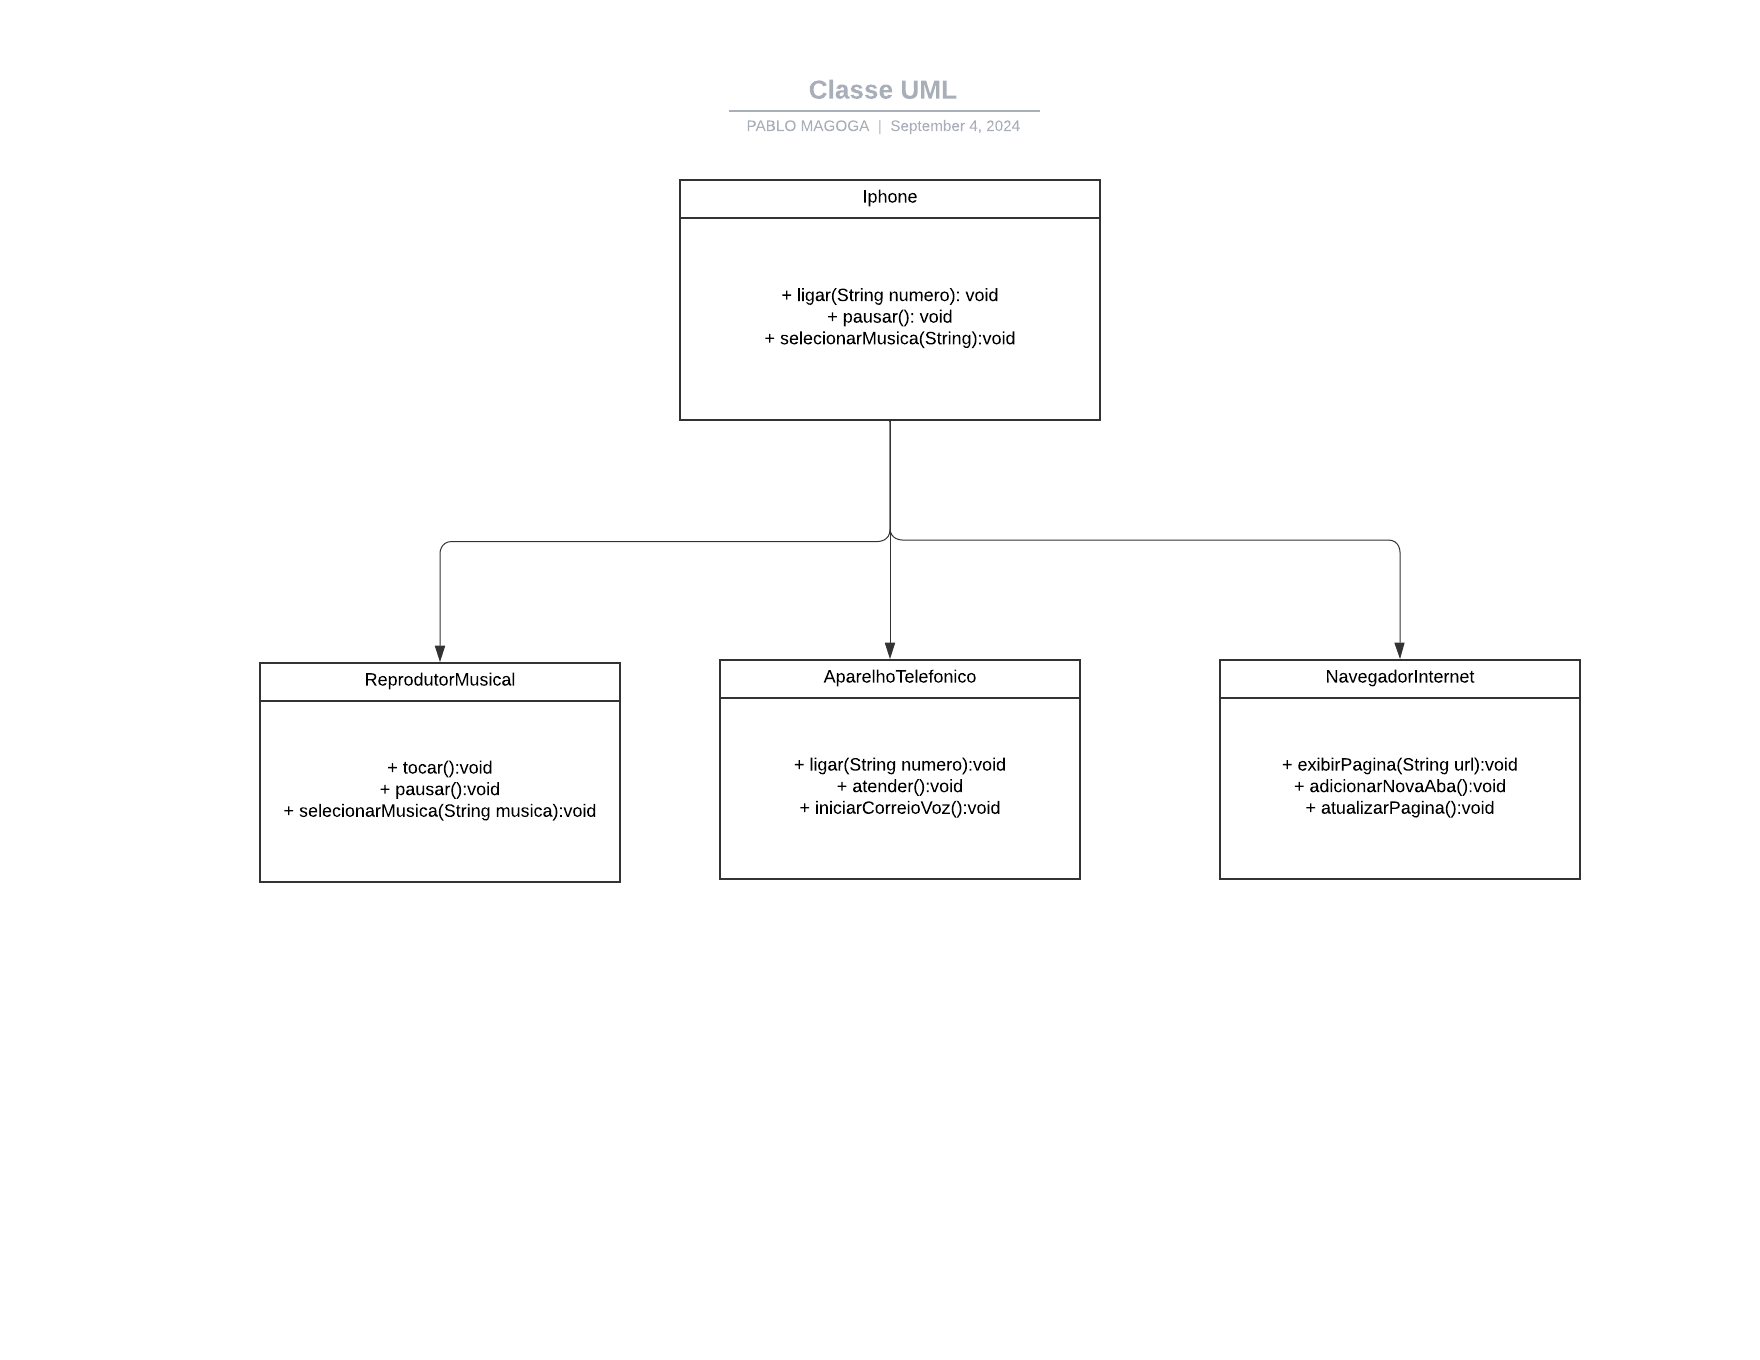 Classe UML
PABLO MAGOGA | September 4, 2024
Iphone
+ ligar(String numero): void
+ pausar(): void
+ selecionarMusica(String):void
ReprodutorMusical
+ tocar():void
+ pausar():void
+ selecionarMusica(String musica):void
AparelhoTelefonico
+ ligar(String numero):void
+ atender():void
+ iniciarCorreioVoz():void
NavegadorInternet
+ exibirPagina(String url):void
+ adicionarNovaAba():void
+ atualizarPagina():void